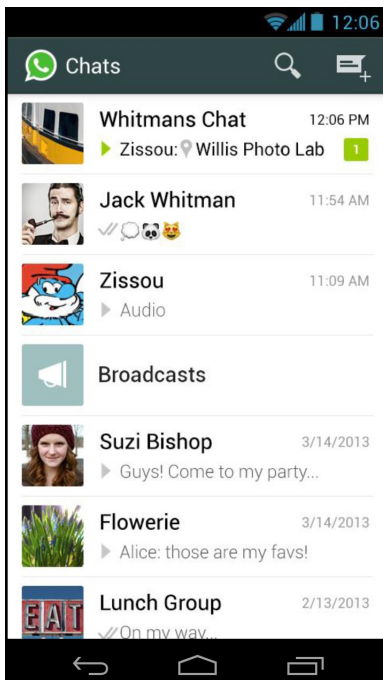 12:06
Chats
Whitmans Chat 12:06 PM
Zissou: Willis Photo Lab 1
Jack Whitman 11:54 AM
💭🐼😻
Zissou 11:09 AM
Audio
Broadcasts
Suzi Bishop 3/14/2013
Guys! Come to my party...
Flowerie 3/14/2013
Alice: those are my favs!
EAT
Lunch Group 2/13/2013
On my way...